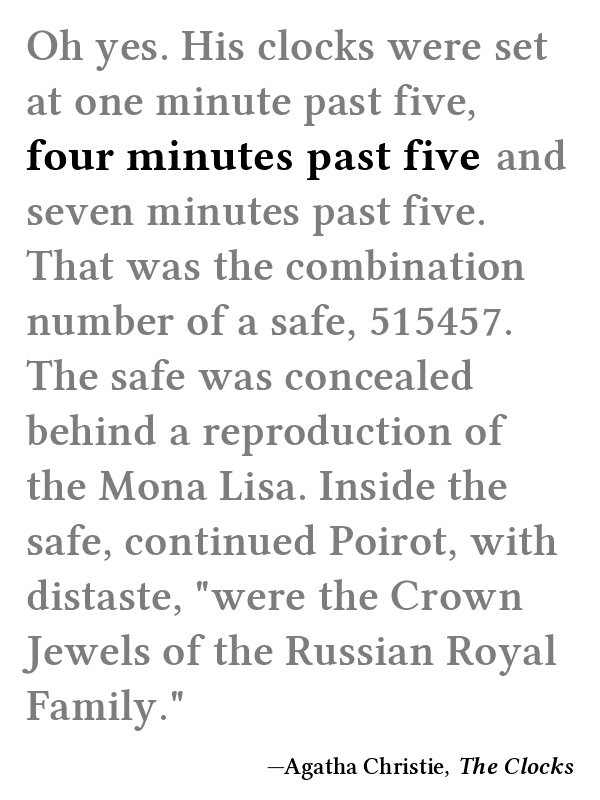 Oh yes. His clocks were set
at one minute past five,
four minutes past five and
seven minutes past five.
That was the combination
number of a safe, 515457.
The safe was concealed
behind a reproduction of
the Mona Lisa. Inside the
safe, continued Poirot, with
distaste, "were the Crown
Jewels of the Russian Royal
Family."
—Agatha Christie, The Clocks